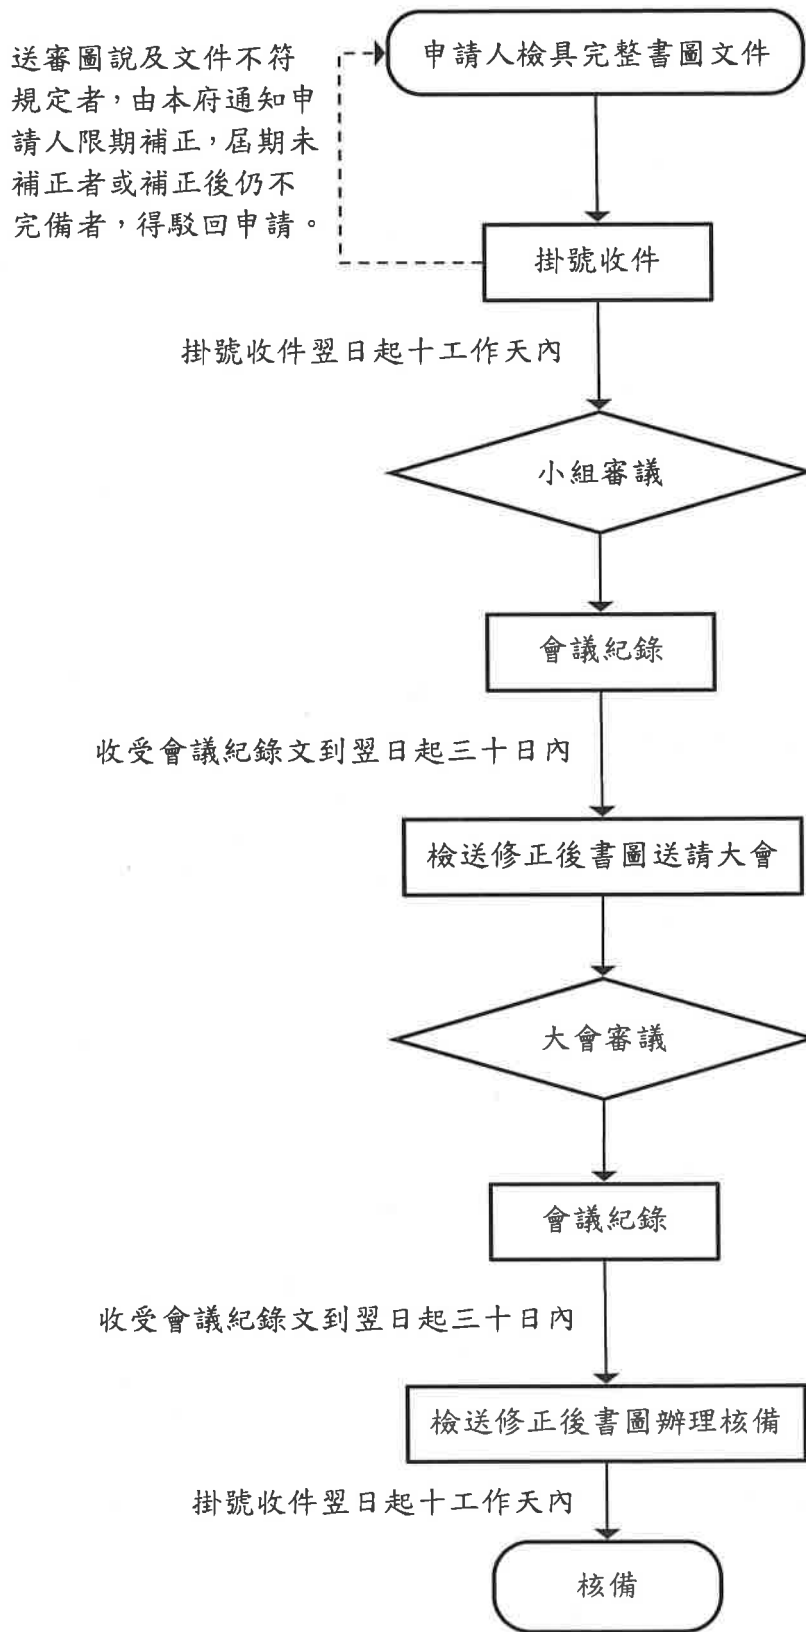 申請人檢具完整書圖文件
送審圖說及文件不符
規定者，由本府通知申
請人限期補正，屆期未
補正者或補正後仍不
完備者，得駁回申請。
掛號收件
掛號收件翌日起十工作天內
小組審議
會議紀錄
收受會議紀錄文到翌日起三十日內
檢送修正後書圖送請大會
大會審議
會議紀錄
收受會議紀錄文到翌日起三十日內
檢送修正後書圖辦理核備
掛號收件翌日起十工作天內
核備